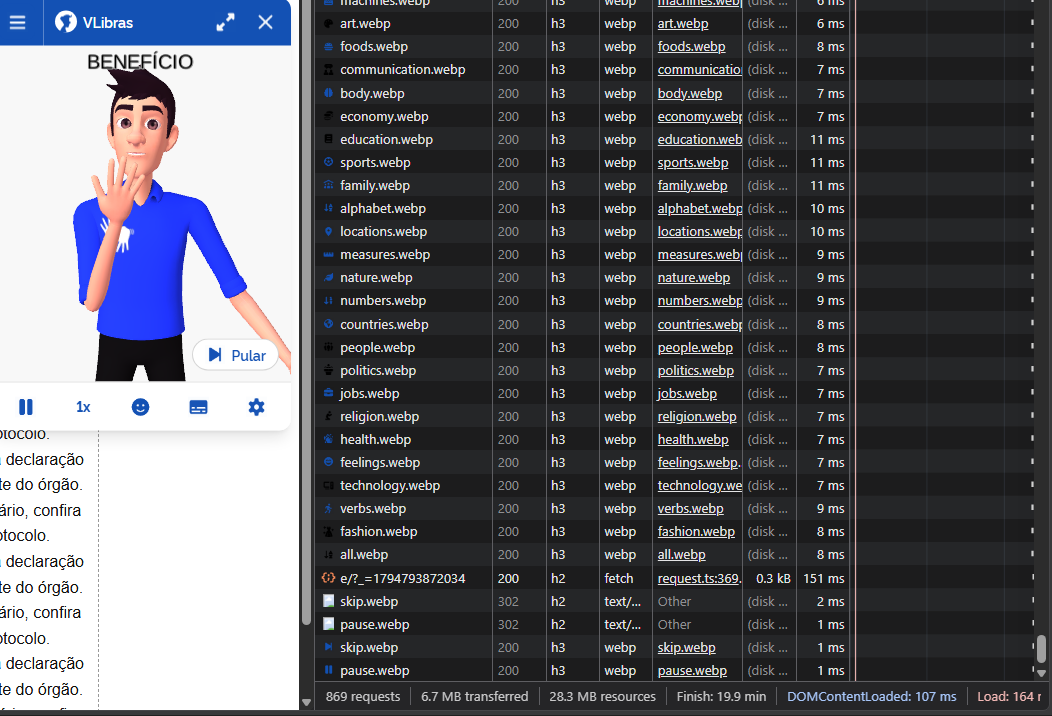 VLibras
BENEFÍCIO
Pular
1x
otocolo.
a declaração
te do órgão.
ário, confira
otocolo.
a declaração
te do órgão.
ário, confira
otocolo.
a declaração
te do órgão.
machines.webp 200 h3 webp machines.webp (disk ... 6 ms
art.webp 200 h3 webp art.webp (disk ... 6 ms
foods.webp 200 h3 webp foods.webp (disk ... 8 ms
communication.webp 200 h3 webp communicatio (disk ... 7 ms
body.webp 200 h3 webp body.webp (disk ... 7 ms
economy.webp 200 h3 webp economy.webp (disk ... 7 ms
education.webp 200 h3 webp education.web (disk ... 11 ms
sports.webp 200 h3 webp sports.webp (disk ... 11 ms
family.webp 200 h3 webp family.webp (disk ... 11 ms
alphabet.webp 200 h3 webp alphabet.webp (disk ... 10 ms
locations.webp 200 h3 webp locations.webp (disk ... 10 ms
measures.webp 200 h3 webp measures.webp (disk ... 9 ms
nature.webp 200 h3 webp nature.webp (disk ... 9 ms
numbers.webp 200 h3 webp numbers.webp (disk ... 9 ms
countries.webp 200 h3 webp countries.webp (disk ... 8 ms
people.webp 200 h3 webp people.webp (disk ... 8 ms
politics.webp 200 h3 webp politics.webp (disk ... 7 ms
jobs.webp 200 h3 webp jobs.webp (disk ... 7 ms
religion.webp 200 h3 webp religion.webp (disk ... 7 ms
health.webp 200 h3 webp health.webp (disk ... 7 ms
feelings.webp 200 h3 webp feelings.webp. (disk ... 7 ms
technology.webp 200 h3 webp technology.we (disk ... 7 ms
verbs.webp 200 h3 webp verbs.webp (disk ... 9 ms
fashion.webp 200 h3 webp fashion.webp (disk ... 8 ms
all.webp 200 h3 webp all.webp (disk ... 8 ms
e/?_=1794793872034 200 h2 fetch request.ts:369. 0.3 kB 151 ms
skip.webp 302 h2 text/... Other (disk ... 2 ms
pause.webp 302 h2 text/... Other (disk ... 1 ms
skip.webp 200 h3 webp skip.webp (disk ... 1 ms
pause.webp 200 h3 webp pause.webp (disk ... 1 ms
869 requests 6.7 MB transferred 28.3 MB resources Finish: 19.9 min DOMContentLoaded: 107 ms Load: 164